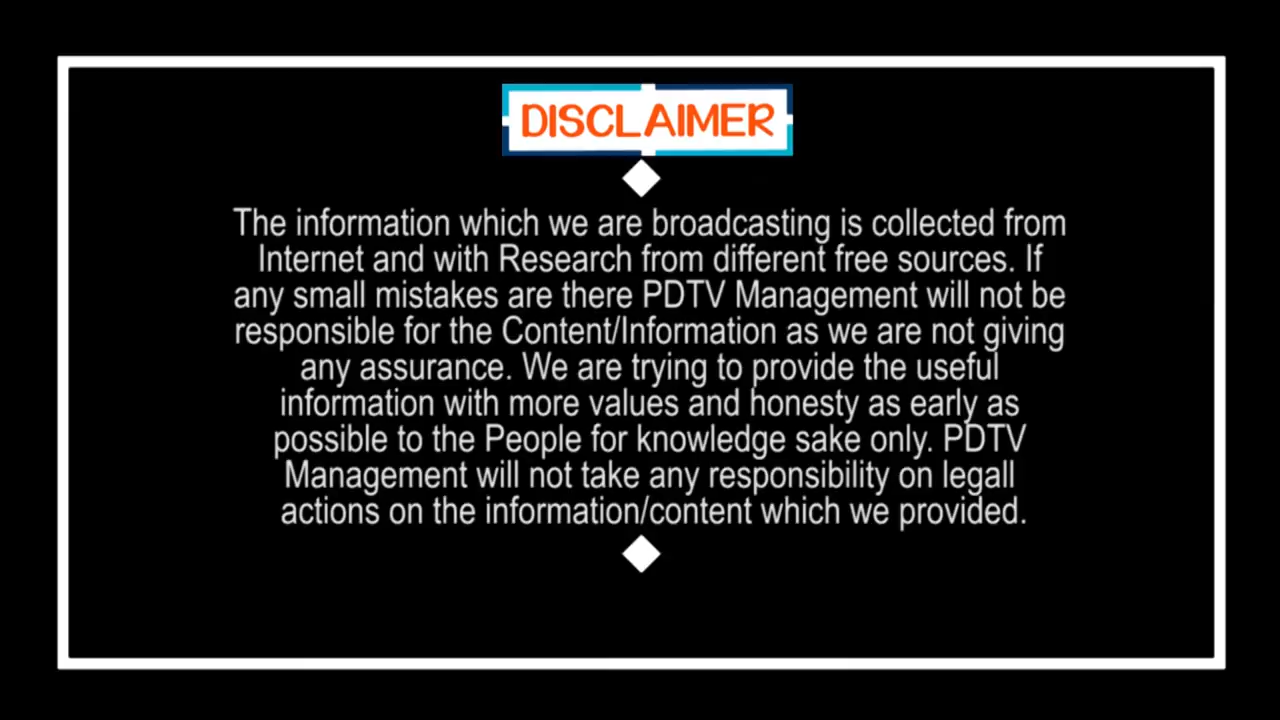 DISCLAIMER
The information which we are broadcasting is collected from
Internet and with Research from different free sources. If
any small mistakes are there PDTV Management will not be
responsible for the Content/Information as we are not giving
any assurance. We are trying to provide the useful
information with more values and honesty as early as
possible to the People for knowledge sake only. PDTV
Management will not take any responsibility on legall
actions on the information/content which we provided.